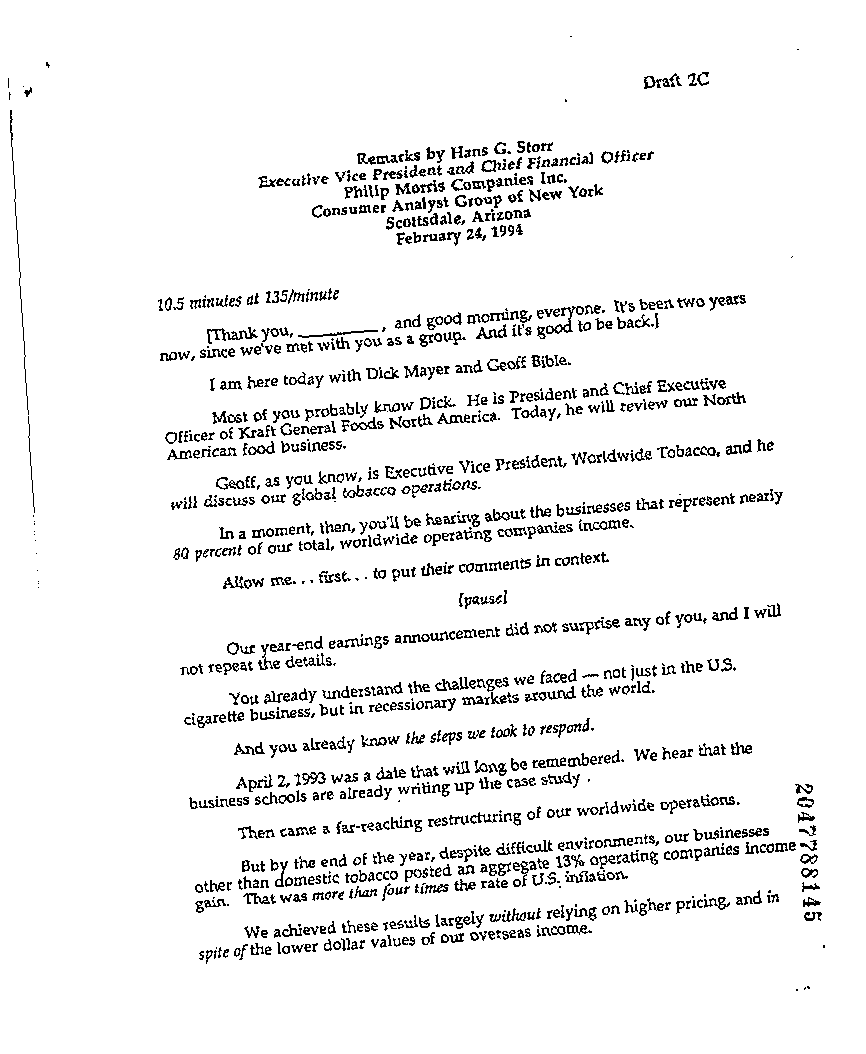 Draft 2C
Remarks by Hans G. Storr
Executive Vice President and Chief Financial Officer
Philip Morris Companies Inc.
Consumer Analyst Group of New York
Scottsdale, Arizona
February 24, 1994
10.5 minutes at 135/minute
[Thank you, ________, and good morning, everyone. It's been two years
now, since we've met with you as a group. And it's good to be back.]
I am here today with Dick Mayer and Geoff Bible.
Most of you probably know Dick. He is President and Chief Executive
Officer of Kraft General Foods North America. Today, he will review our North
American food business.
Geoff, as you know, is Executive Vice President, Worldwide Tobacco, and he
will discuss our global tobacco operations.
In a moment, then, you'll be hearing about the businesses that represent nearly
80 percent of our total, worldwide operating companies income.
Allow me. . . first. . . to put their comments in context.
[pause]
Our year-end earnings announcement did not surprise any of you, and I will
not repeat the details.
You already understand the challenges we faced — not just in the U.S.
cigarette business, but in recessionary markets around the world.
And you already know the steps we took to respond.
April 2, 1993 was a date that will long be remembered. We hear that the
business schools are already writing up the case study .
Then came a far-reaching restructuring of our worldwide operations.
But by the end of the year, despite difficult environments, our businesses
other than domestic tobacco posted an aggregate 13% operating companies income
gain. That was more than four times the rate of U.S. inflation.
We achieved these results largely without relying on higher pricing, and in
spite of the lower dollar values of our overseas income.
2047788145